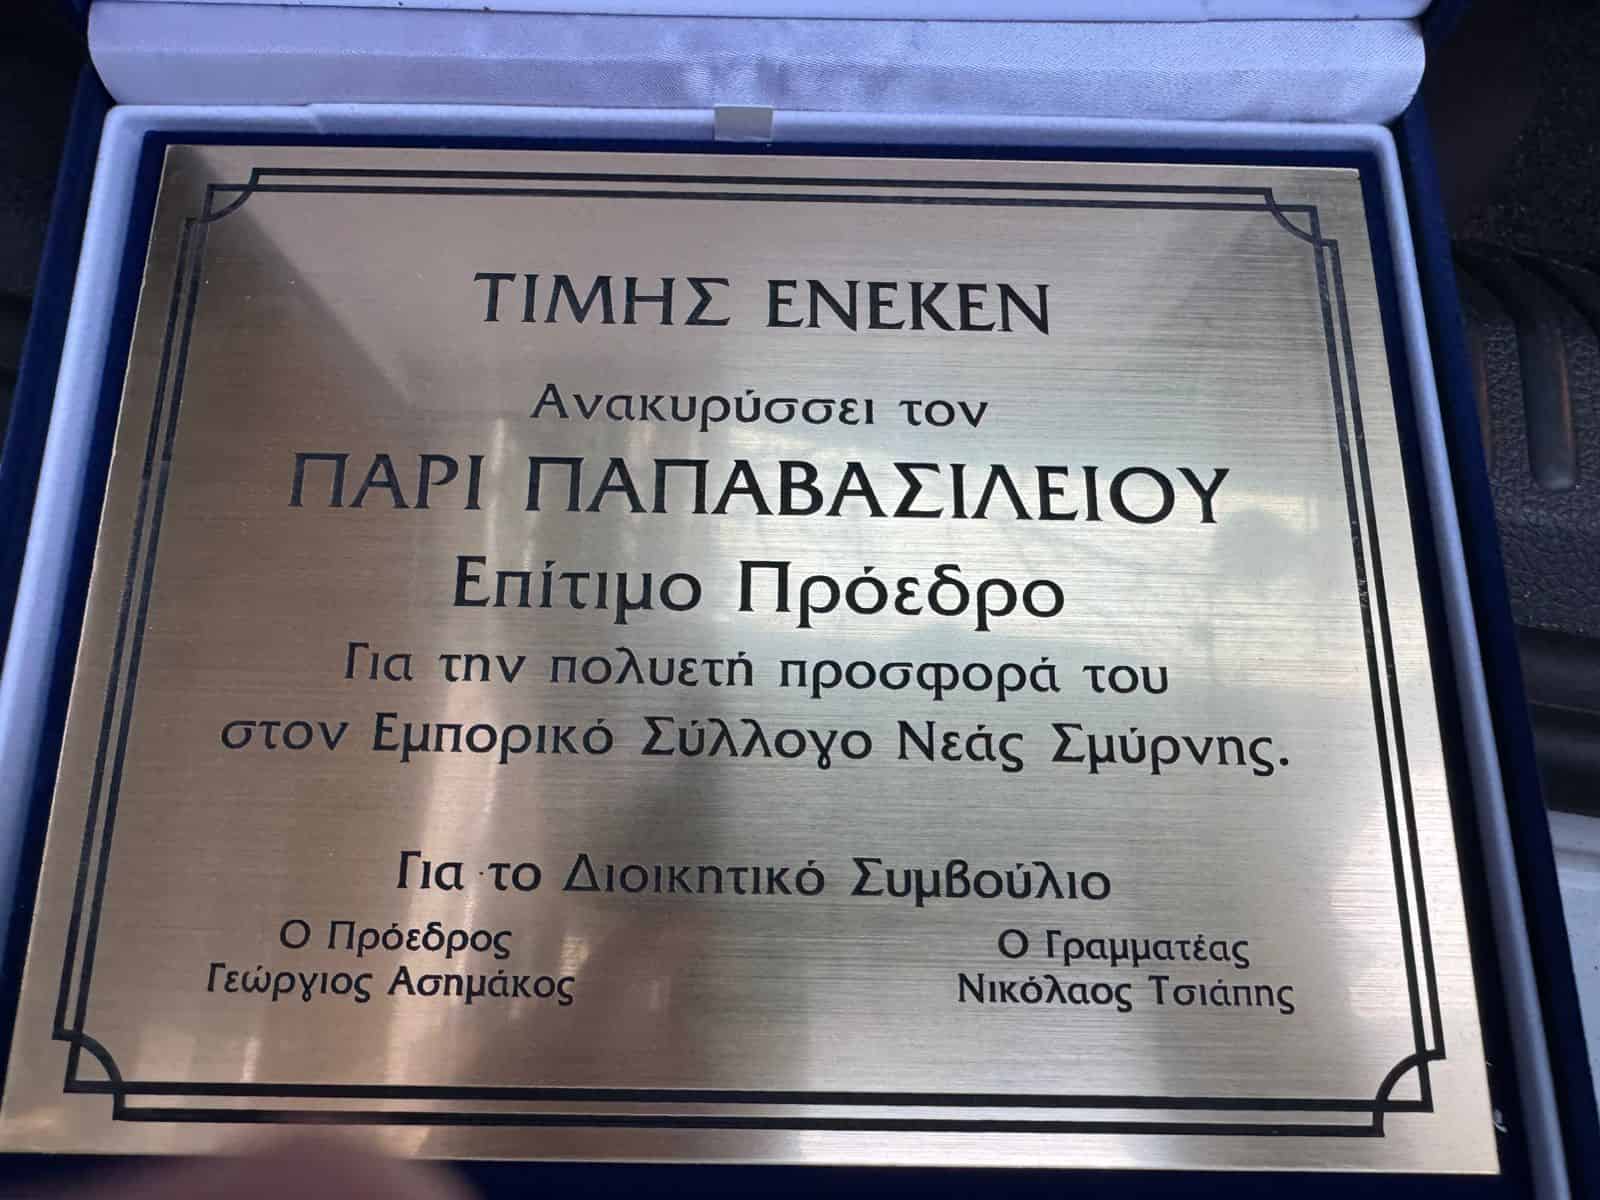 ΤΙΜΗΣ ΕΝΕΚΕΝ
Ανακυρύσσει τον
ΠΑΡΙ ΠΑΠΑΒΑΣΙΛΕΙΟΥ
Επίτιμο Πρόεδρο
Για την πολυετή προσφορά του
στον Εμπορικό Σύλλογο Νεάς Σμύρνης.
Για το Διοικητικό Συμβούλιο
Ο Πρόεδρος
Γεώργιος Ασημάκος
Ο Γραμματέας
Νικόλαος Τσιάπης